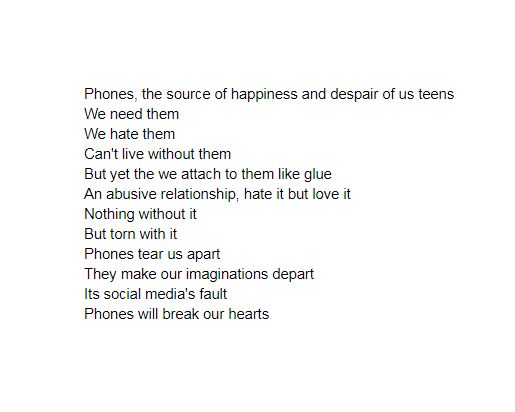 Phones, the source of happiness and despair of us teens
We need them
We hate them
Can't live without them
But yet the we attach to them like glue
An abusive relationship, hate it but love it
Nothing without it
But torn with it
Phones tear us apart
They make our imaginations depart
Its social media's fault
Phones will break our hearts